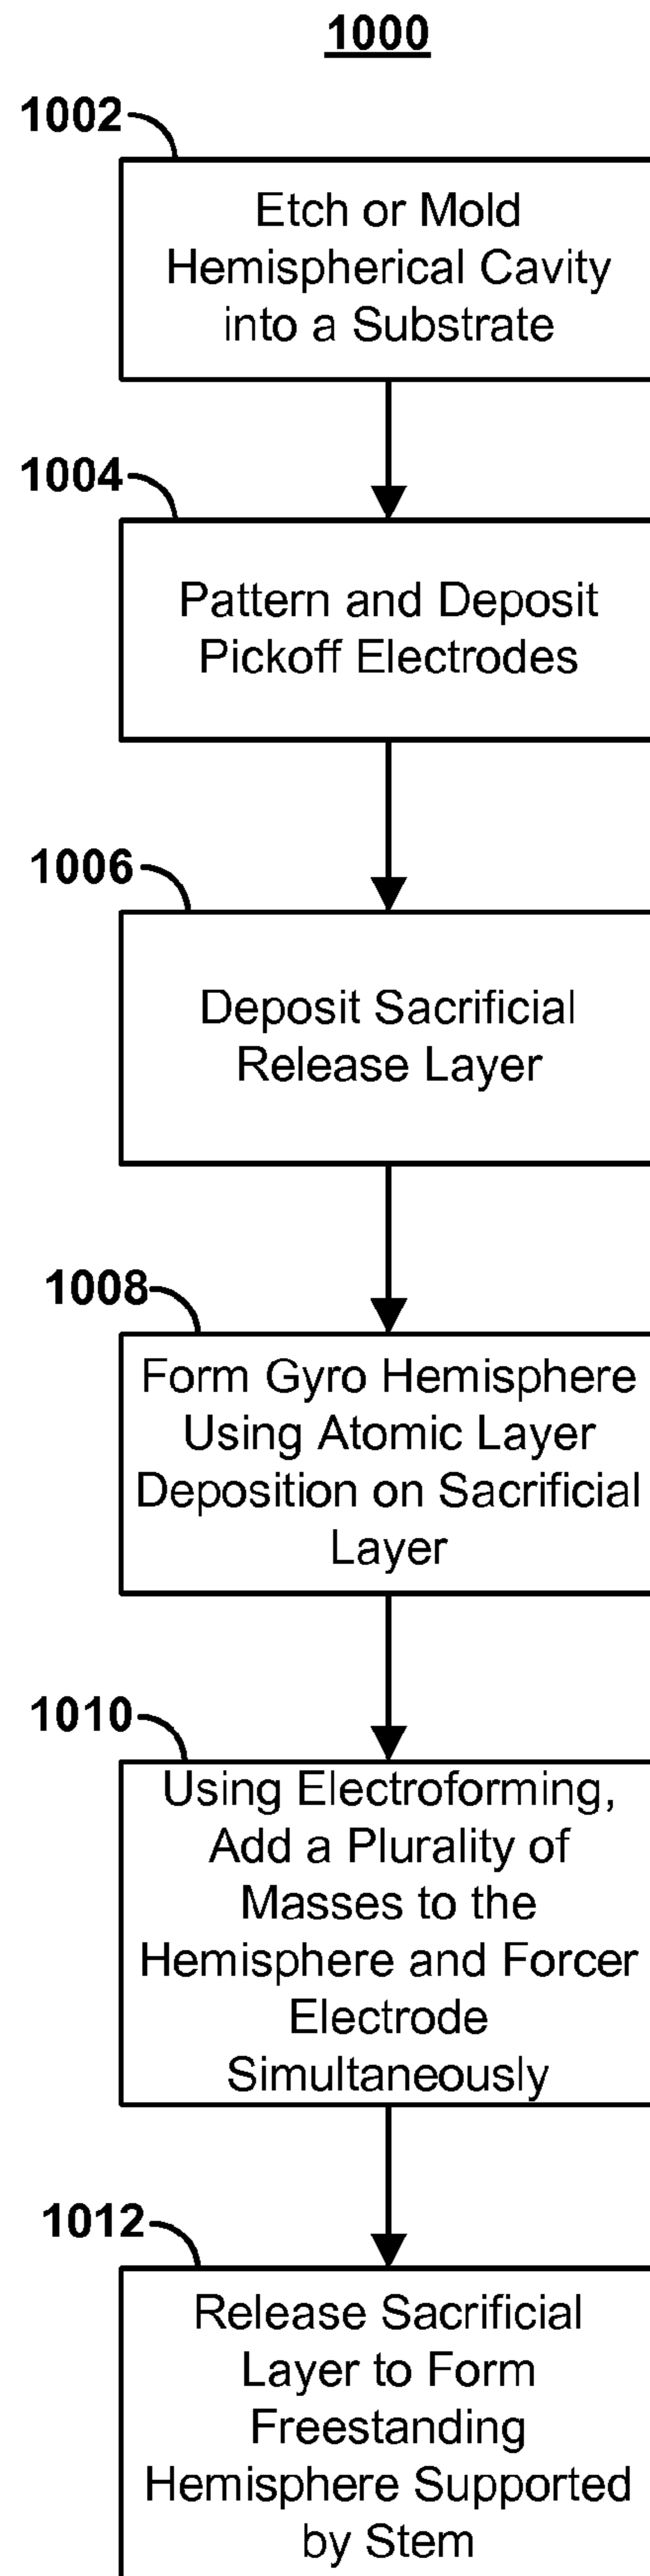 1000
1002
Etch or Mold
Hemispherical Cavity
into a Substrate
1004
Pattern and Deposit
Pickoff Electrodes
1006
Deposit Sacrificial
Release Layer
1008
Form Gyro Hemisphere
Using Atomic Layer
Deposition on Sacrificial
Layer
1010
Using Electroforming,
Add a Plurality of
Masses to the
Hemisphere and Forcer
Electrode
Simultaneously
1012
Release Sacrificial
Layer to Form
Freestanding
Hemisphere Supported
by Stem